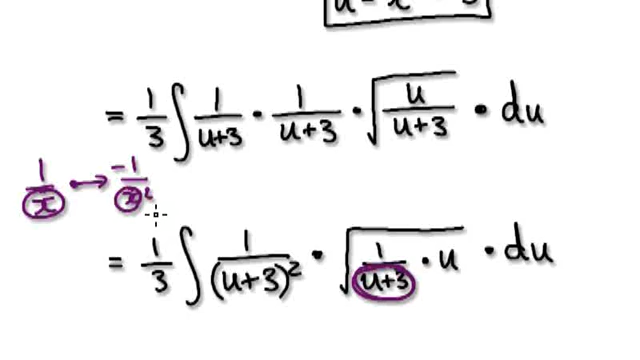 = 1/3 ∫ 1/(u+3) · 1/(u+3) · √(u/(u+3)) · du
1/x → -1/x²
= 1/3 ∫ 1/(u+3)² · √(1/(u+3) · u) · du